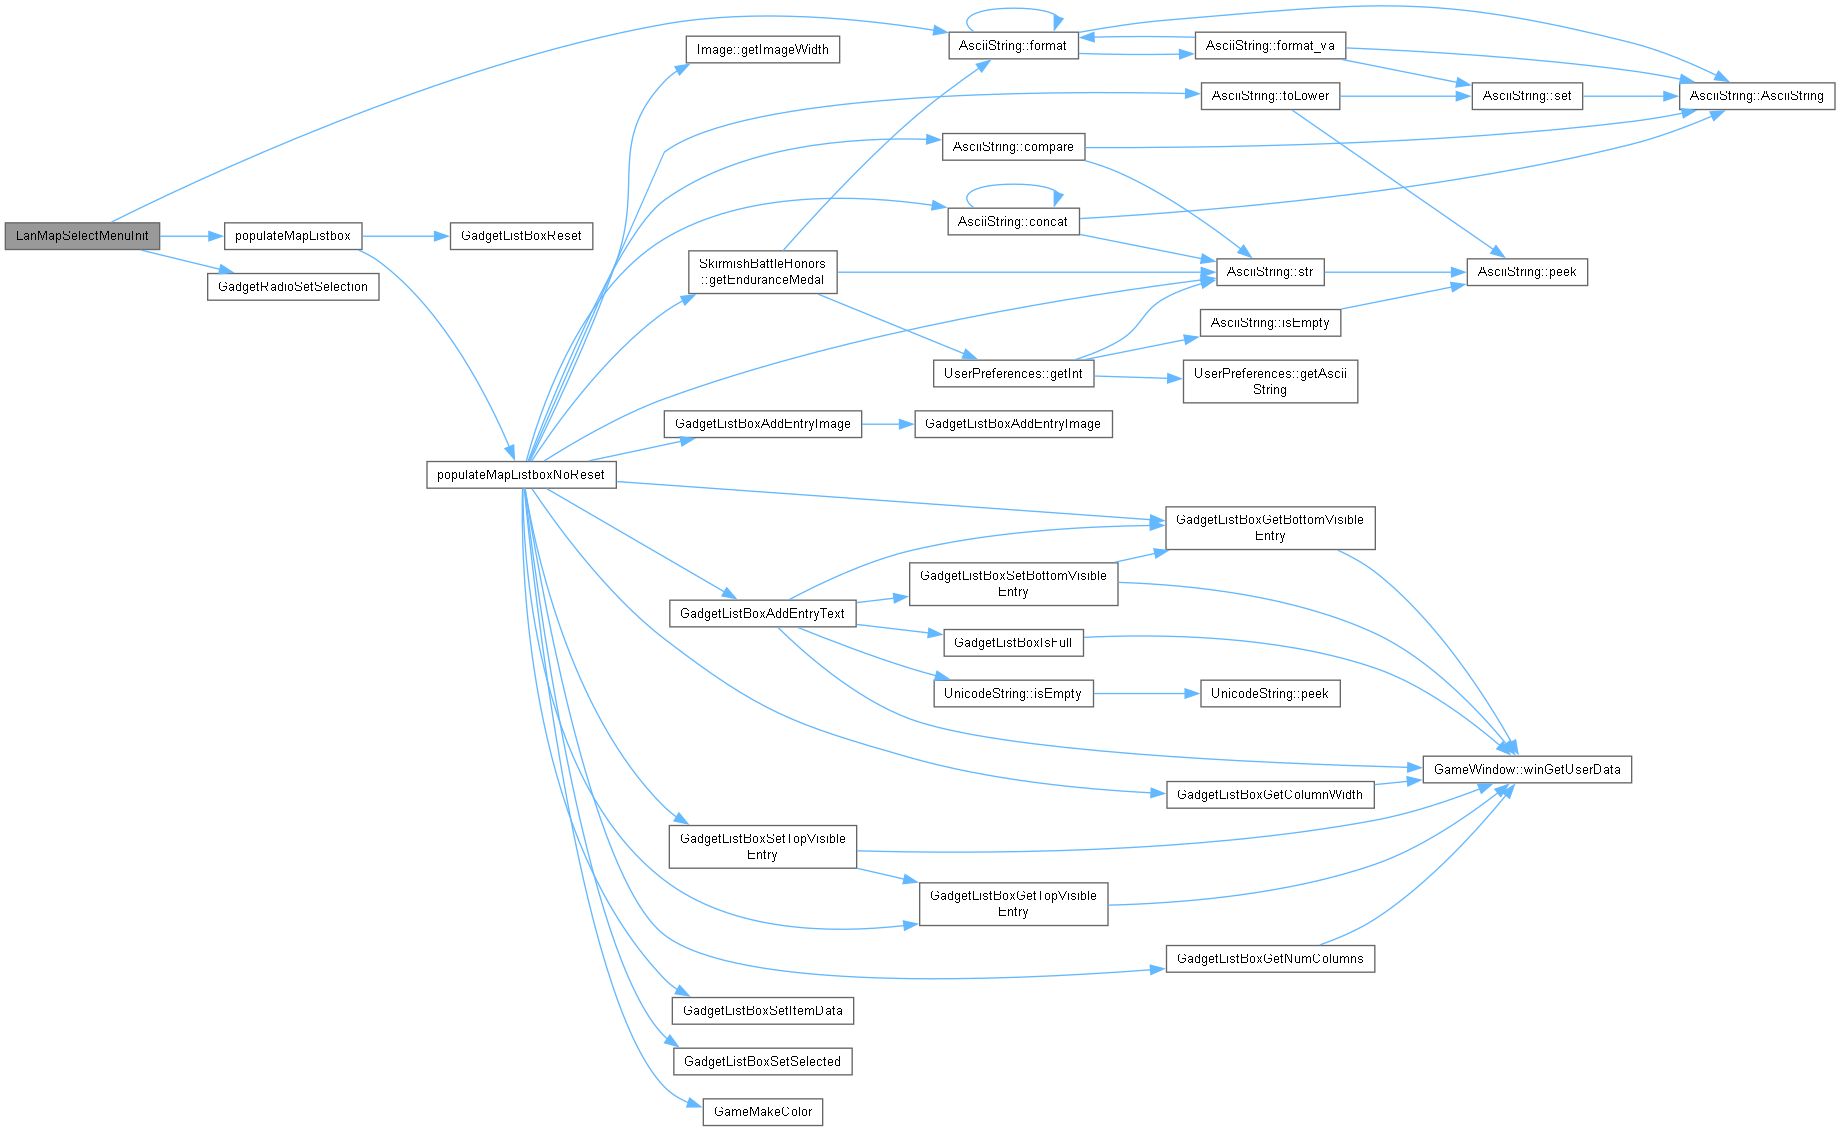 LanMapSelectMenuInit
populateMapListbox
GadgetRadioSetSelection
GadgetListBoxReset
populateMapListboxNoReset
Image::getImageWidth
SkirmishBattleHonors
::getEnduranceMedal
GadgetListBoxAddEntryImage
GadgetListBoxAddEntryText
GadgetListBoxSetTopVisible
Entry
GadgetListBoxSetItemData
GadgetListBoxSetSelected
GameMakeColor
AsciiString::format
AsciiString::compare
AsciiString::concat
UserPreferences::getInt
GadgetListBoxAddEntryImage
GadgetListBoxSetBottomVisible
Entry
GadgetListBoxIsFull
UnicodeString::isEmpty
GadgetListBoxGetTopVisible
Entry
AsciiString::format_va
AsciiString::toLower
AsciiString::str
AsciiString::isEmpty
UserPreferences::getAscii
String
GadgetListBoxGetBottomVisible
Entry
UnicodeString::peek
GadgetListBoxGetColumnWidth
GadgetListBoxGetNumColumns
AsciiString::set
AsciiString::peek
GameWindow::winGetUserData
AsciiString::AsciiString